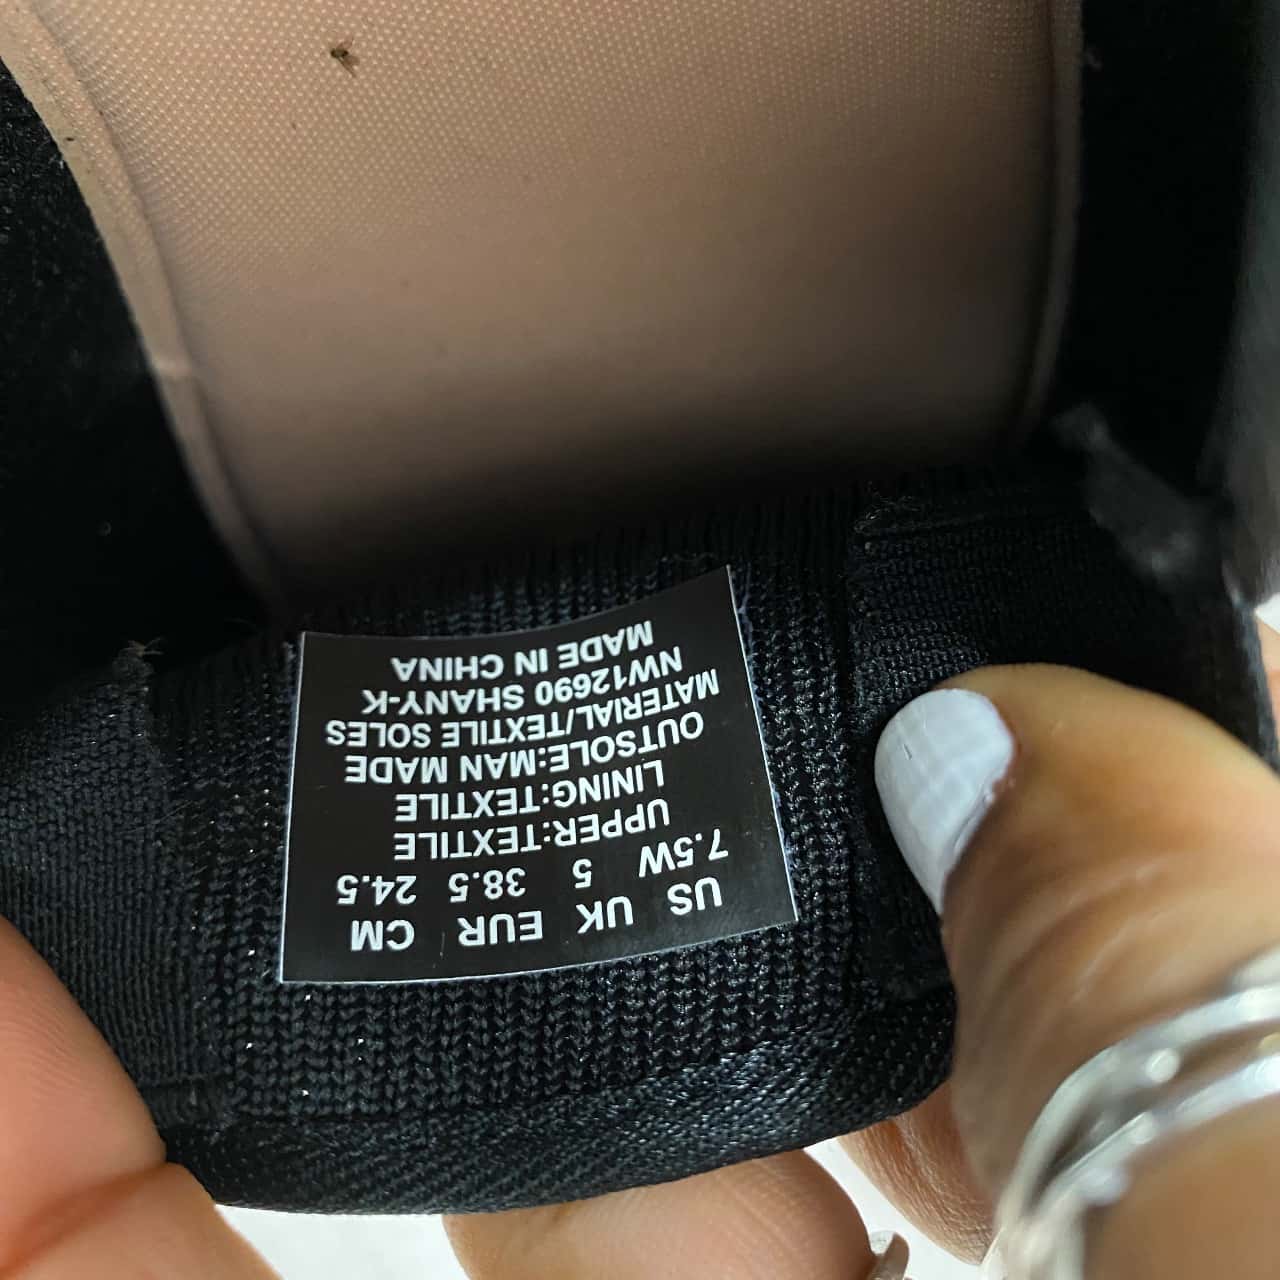 US UK EUR CM
7.5W 5 38.5 24.5
UPPER:TEXTILE
LINING:TEXTILE
OUTSOLE:MAN MADE
MATERIAL/TEXTILE SOLES
NW12690 SHANY-K
MADE IN CHINA